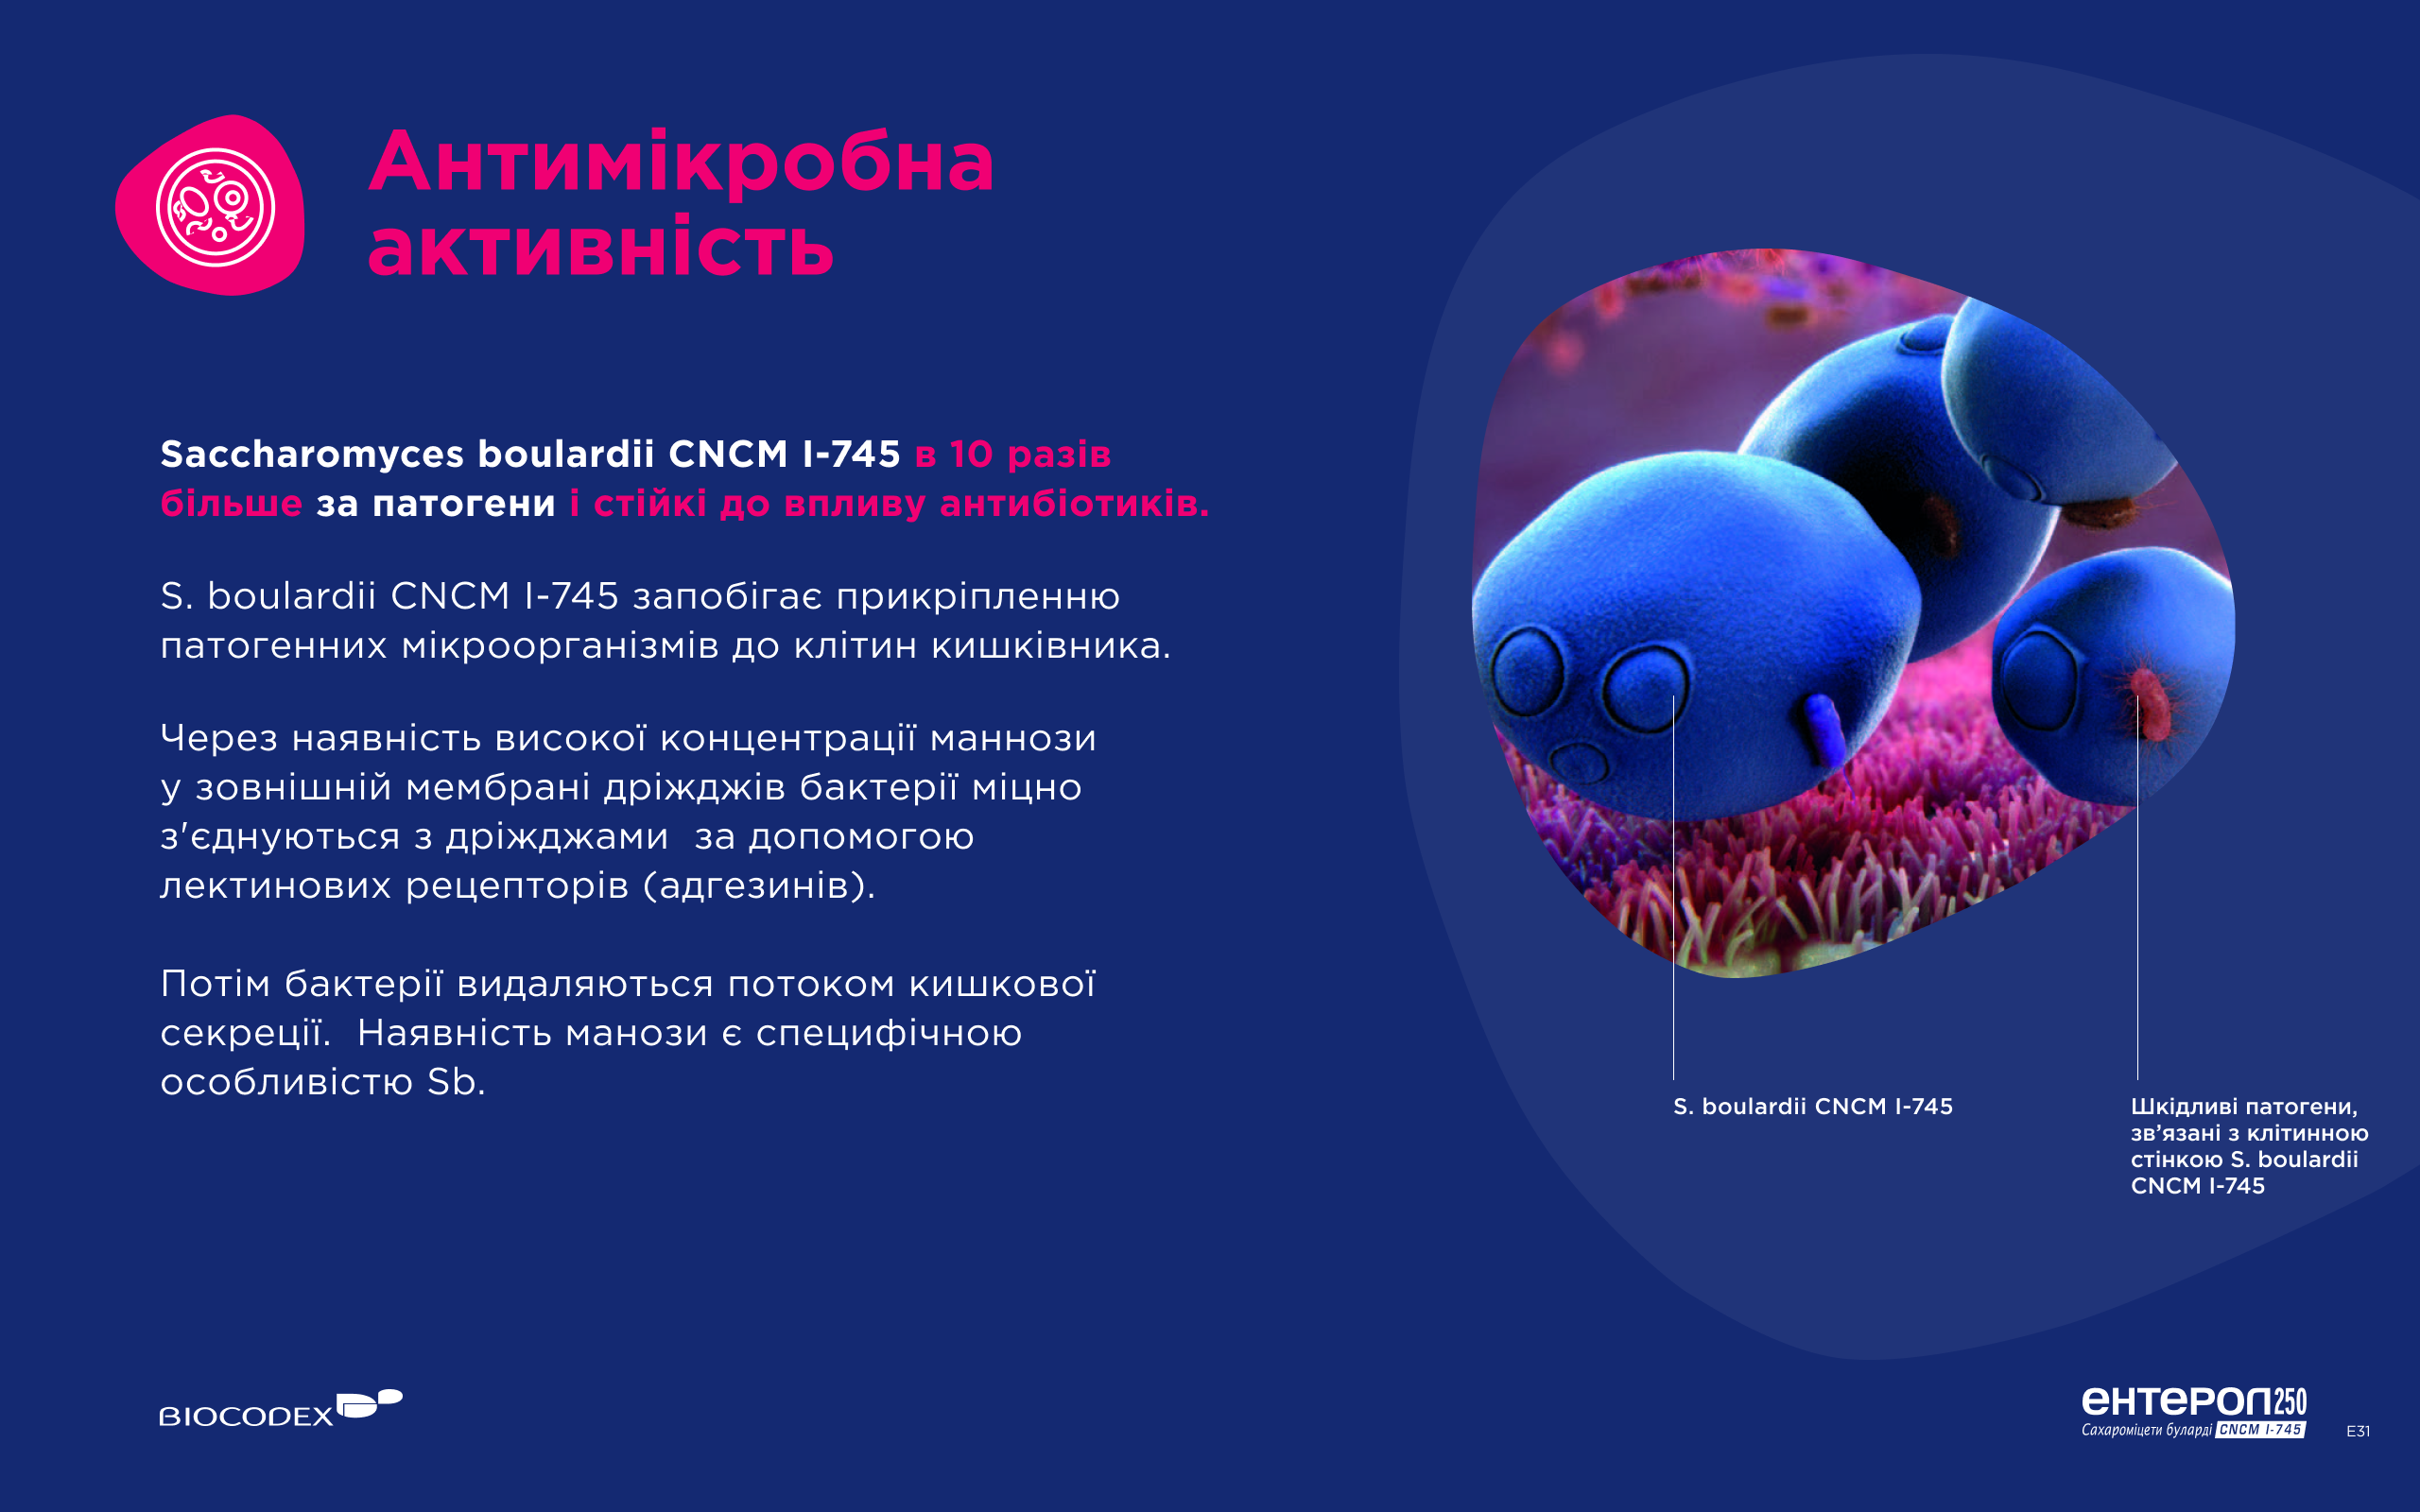 Антимікробна
активність
Saccharomyces boulardii CNCM I-745 в 10 разів
більше за патогени і стійкі до впливу антибіотиків.
S. boulardii CNCM I-745 запобігає прикріпленню
патогенних мікроорганізмів до клітин кишківника.
Через наявність високої концентрації маннози
у зовнішній мембрані дріжджів бактерії міцно
з'єднуються з дріжджами  за допомогою
лектинових рецепторів (адгезинів).
Потім бактерії видаляються потоком кишкової
секреції.  Наявність манози є специфічною
особливістю Sb.
S. boulardii CNCM I-745
Шкідливі патогени,
зв’язані з клітинною
стінкою S. boulardii
CNCM I-745
BIOCODEX
ентерол250
Сахароміцети буларді CNCM I-745
E31